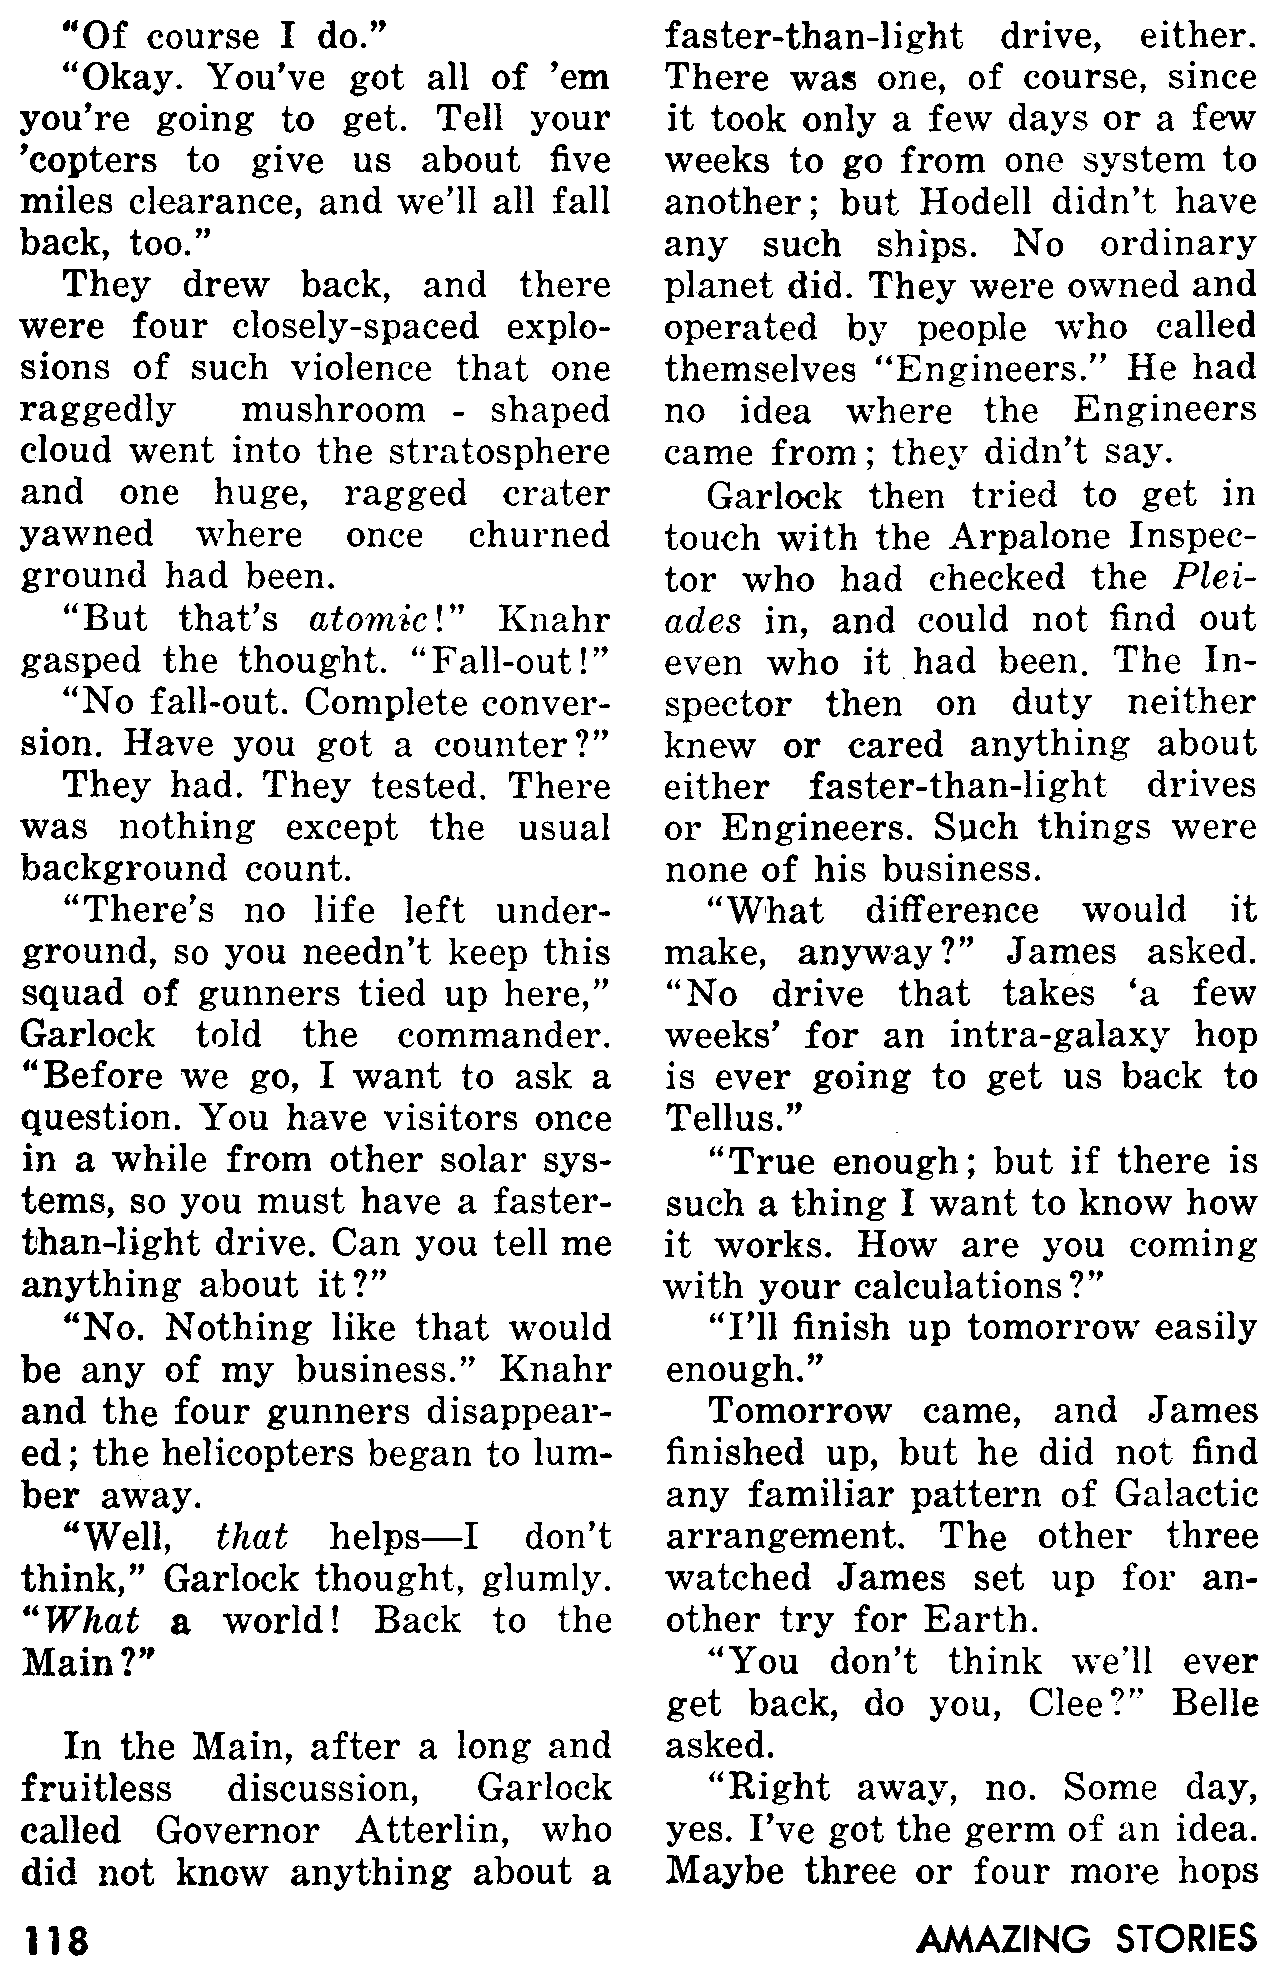 “Of course I do.”
“Okay. You’ve got all of ’em
you’re going to get. Tell your
’copters to give us about five
miles clearance, and we’ll all fall
back, too.”
They drew back, and there
were four closely-spaced explo-
sions of such violence that one
raggedly mushroom - shaped
cloud went into the stratosphere
and one huge, ragged crater
yawned where once churned
ground had been.
“But that’s atomic!” Knahr
gasped the thought. “Fall-out!”
“No fall-out. Complete conver-
sion. Have you got a counter?”
They had. They tested. There
was nothing except the usual
background count.
“There’s no life left under-
ground, so you needn’t keep this
squad of gunners tied up here,”
Garlock told the commander.
“Before we go, I want to ask a
question. You have visitors once
in a while from other solar sys-
tems, so you must have a faster-
than-light drive. Can you tell me
anything about it?”
“No. Nothing like that would
be any of my business.” Knahr
and the four gunners disappear-
ed; the helicopters began to lum-
ber away.
“Well, that helps—I don’t
think,” Garlock thought, glumly.
“What a world! Back to the
Main?”
In the Main, after a long and
fruitless discussion, Garlock
called Governor Atterlin, who
did not know anything about a
faster-than-light drive, either.
There was one, of course, since
it took only a few days or a few
weeks to go from one system to
another; but Hodell didn’t have
any such ships. No ordinary
planet did. They were owned and
operated by people who called
themselves “Engineers.” He had
no idea where the Engineers
came from; they didn’t say.
Garlock then tried to get in
touch with the Arpalone Inspec-
tor who had checked the Plei-
ades in, and could not find out
even who it had been. The In-
spector then on duty neither
knew or cared anything about
either faster-than-light drives
or Engineers. Such things were
none of his business.
“What difference would it
make, anyway?” James asked.
“No drive that takes ‘a few
weeks’ for an intra-galaxy hop
is ever going to get us back to
Tellus.”
“True enough; but if there is
such a thing I want to know how
it works. How are you coming
with your calculations?”
“I’ll finish up tomorrow easily
enough.”
Tomorrow came, and James
finished up, but he did not find
any familiar pattern of Galactic
arrangement. The other three
watched James set up for an-
other try for Earth.
“You don’t think we’ll ever
get back, do you, Clee?” Belle
asked.
“Right away, no. Some day,
yes. I’ve got the germ of an idea.
Maybe three or four more hops
118
AMAZING STORIES